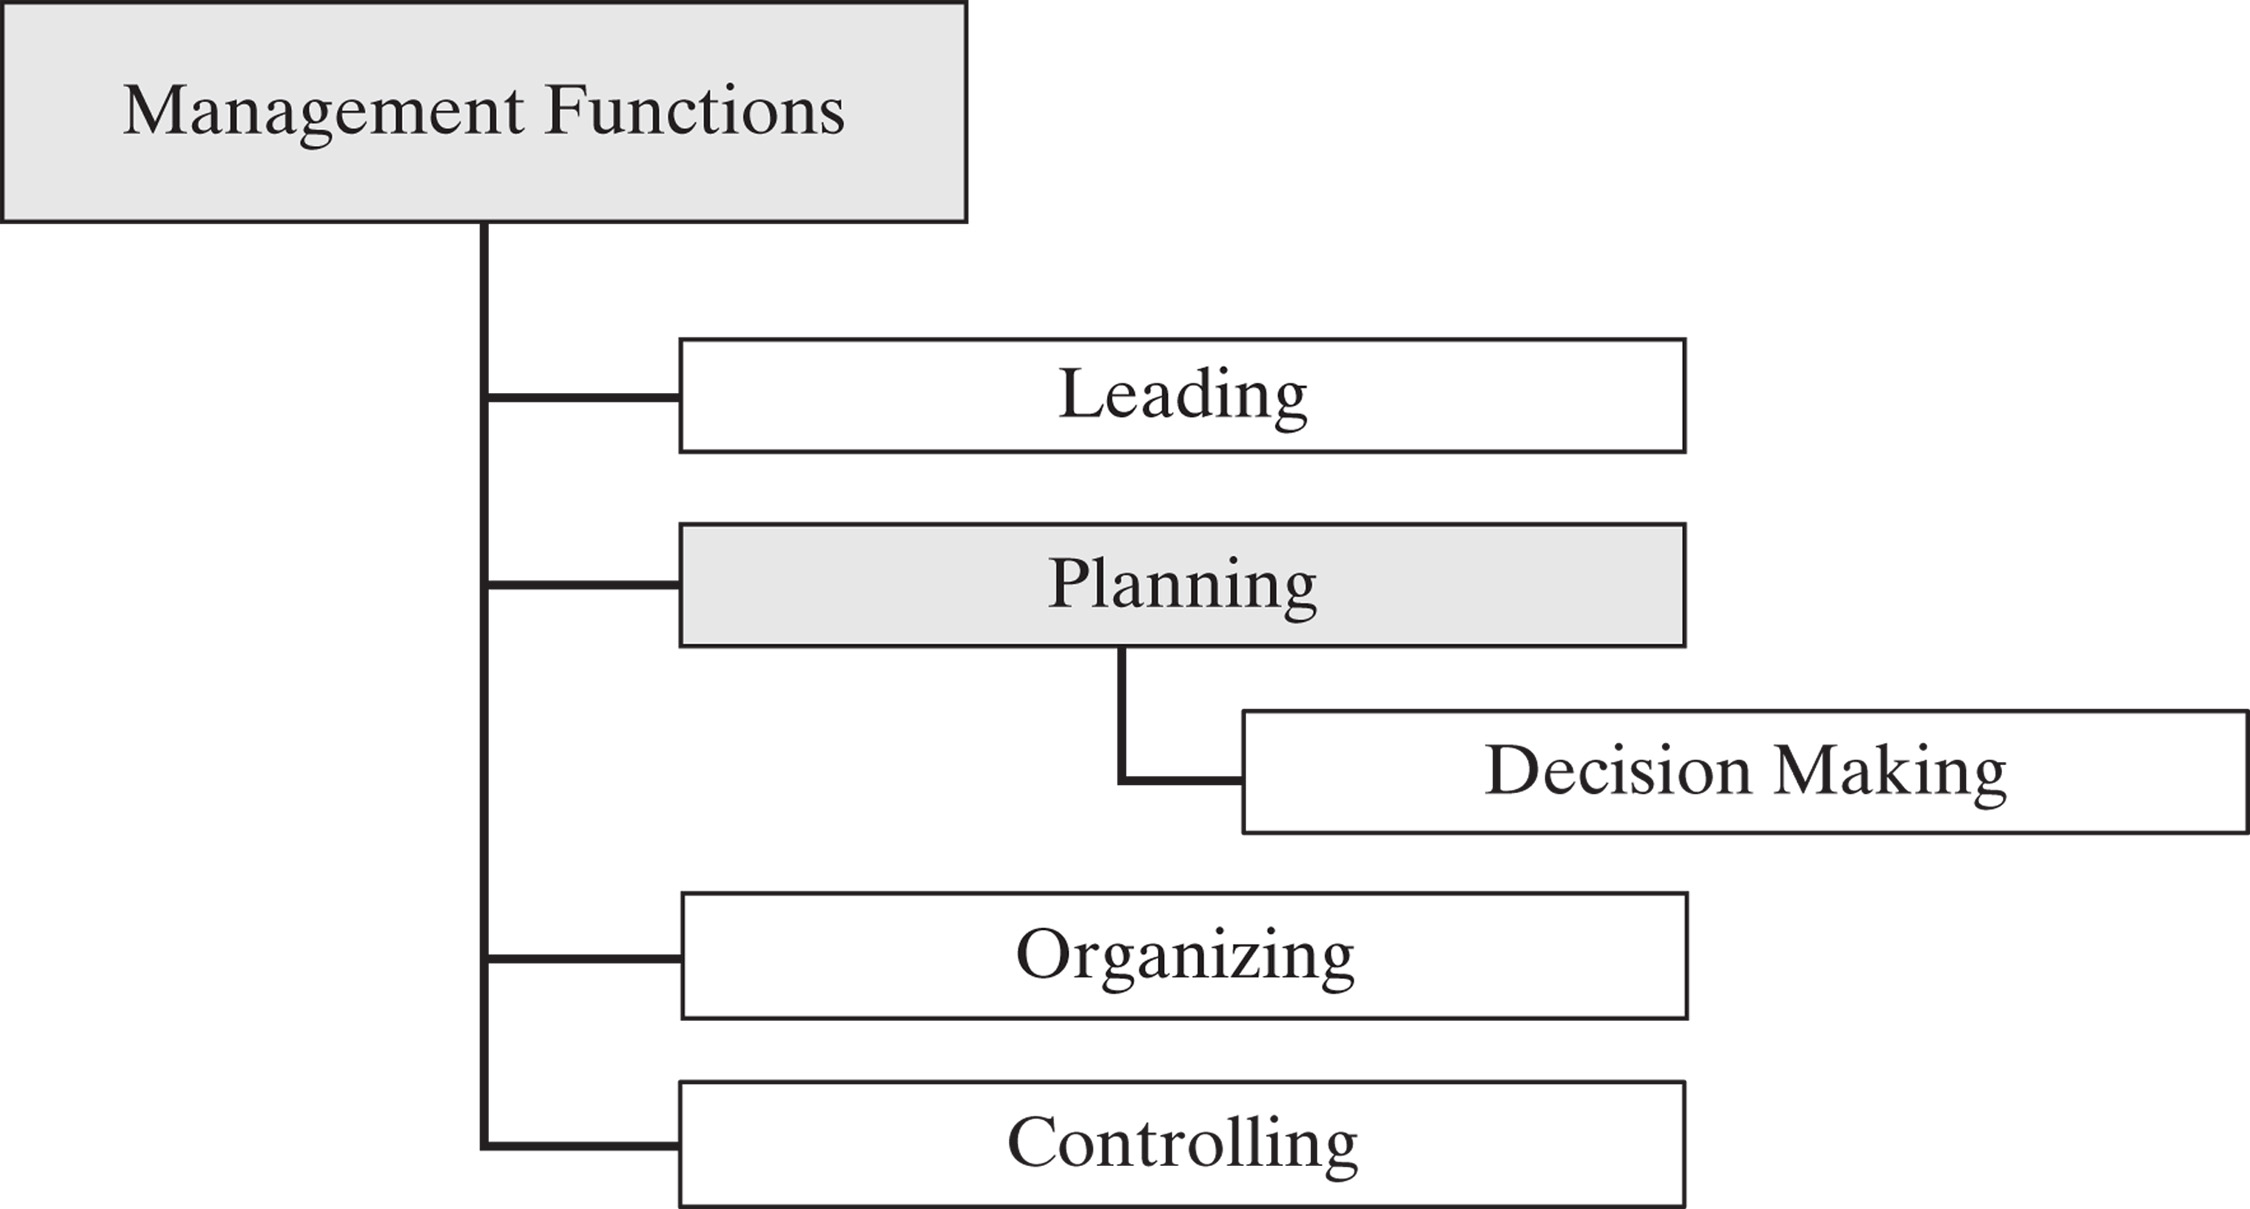 Management Functions
Leading
Planning
Decision Making
Organizing
Controlling